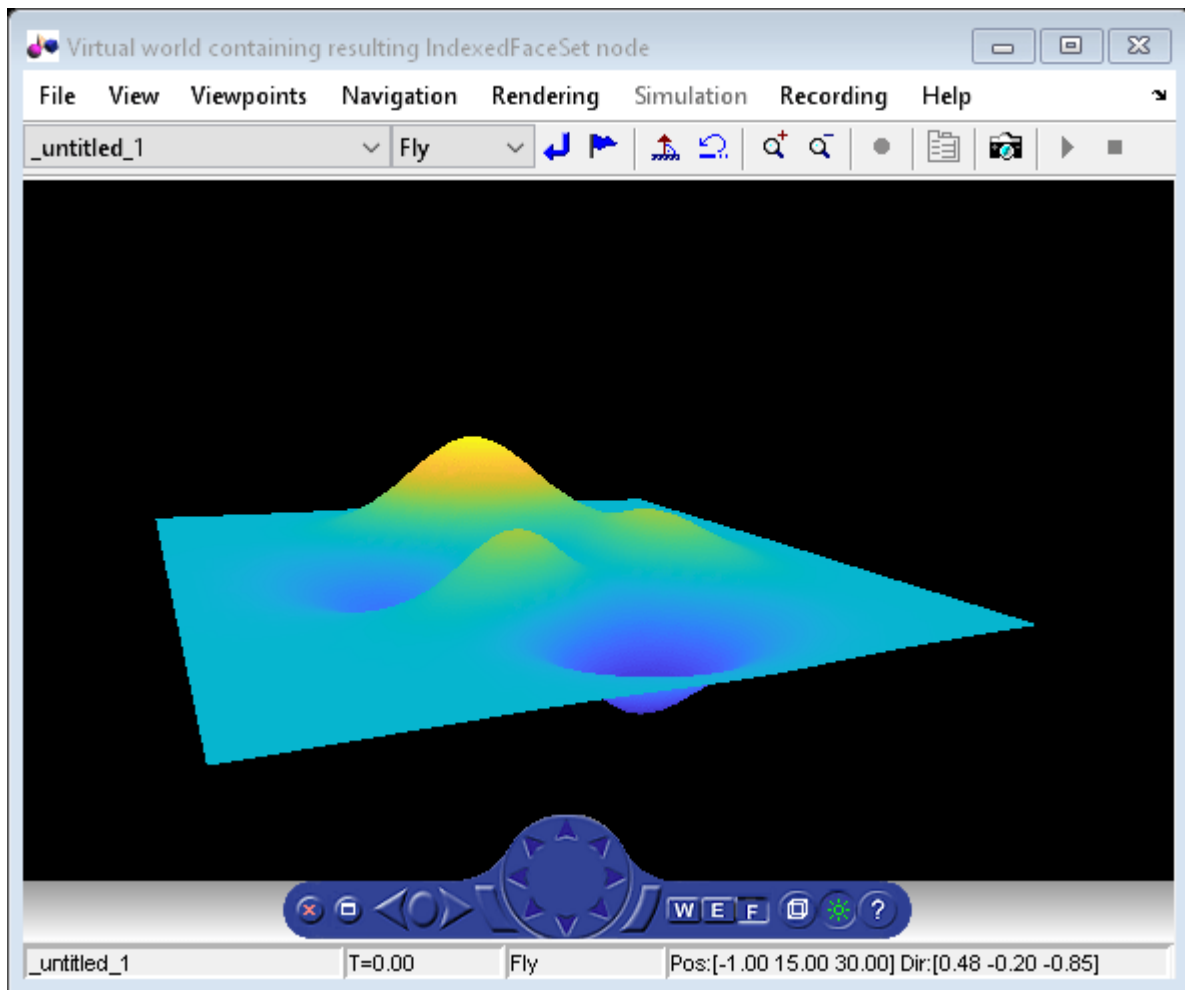 Virtual world containing resulting IndexedFaceSet node
File View Viewpoints Navigation Rendering Simulation Recording Help
_untitled_1 Fly
W E F ?
_untitled_1 T=0.00 Fly Pos:[-1.00 15.00 30.00] Dir:[0.48 -0.20 -0.85]